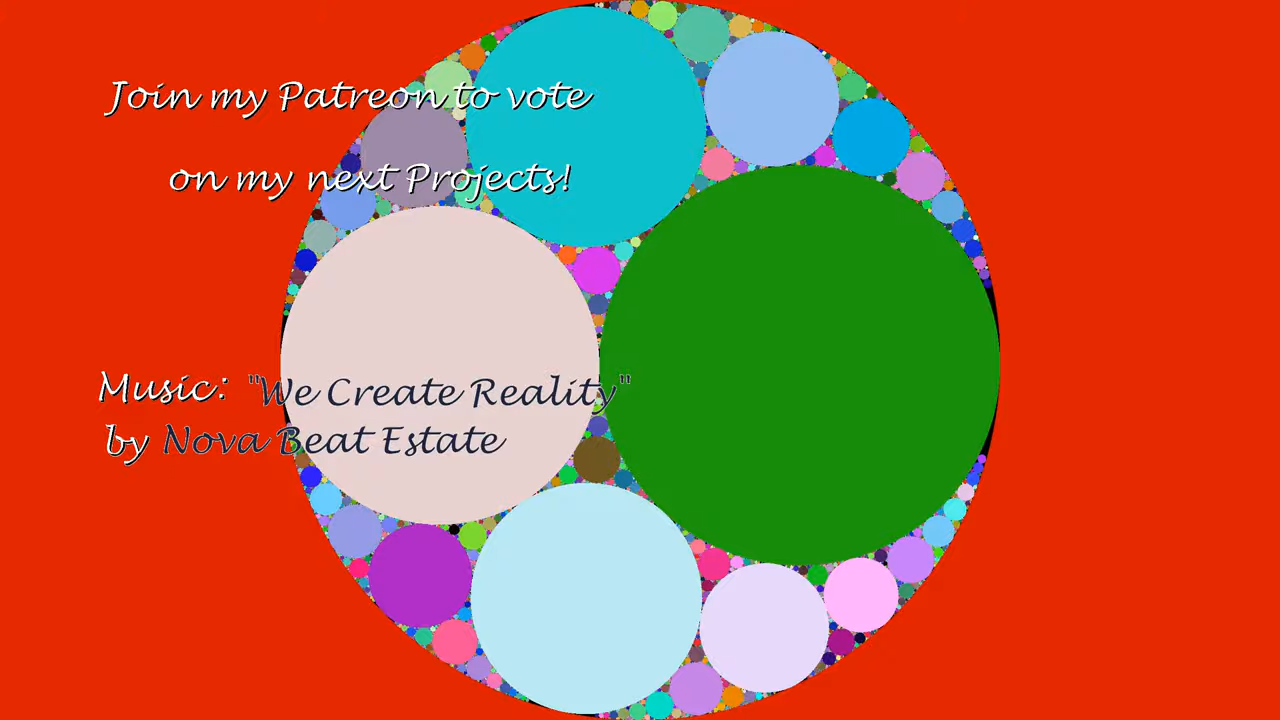 Join my Patreon to vote
on my next Projects!
Music: "We Create Reality"
by Nova Beat Estate